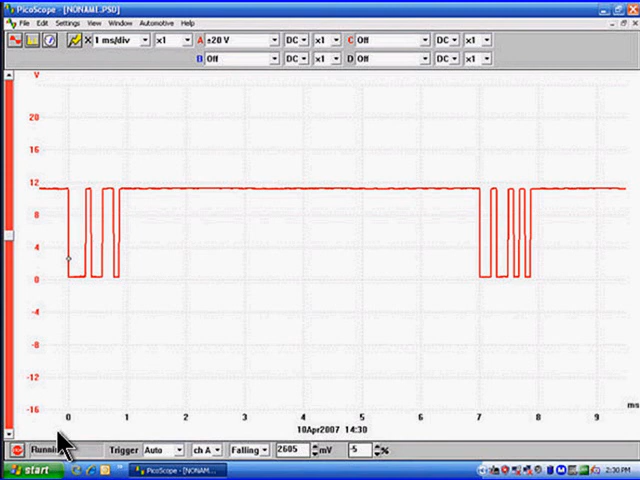 PicoScope - [NONAM1.PSD]
File Edit Settings View Window Automotive Help
1 ms/div x1 A ±20 V DC x1 C Off DC x1
B Off DC x1 D Off DC x1
V
20
16
12
8
4
0
-4
-8
-12
-16
0 1 2 3 4 5 6 7 8 9 ms
10Apr2007 14:30
Running Trigger Auto ch A Falling 2605 mV -5 %
start PicoScope - [NONAM... 2:30 PM